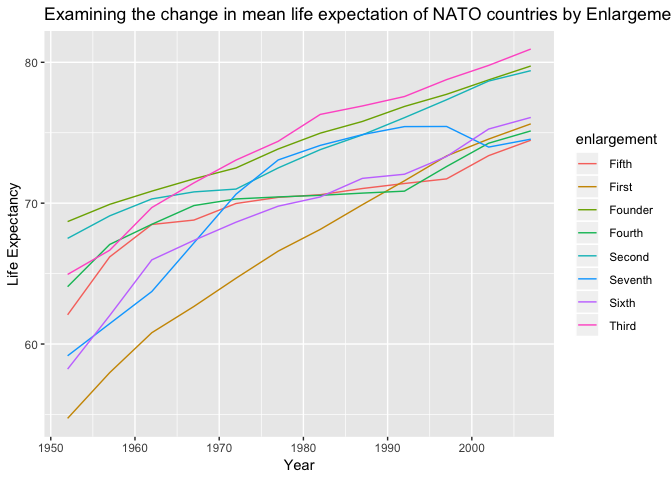 Examining the change in mean life expectation of NATO countries by Enlargeme
80
70
60
Life Expectancy
1950
1960
1970
1980
1990
2000
Year
enlargement
Fifth
First
Founder
Fourth
Second
Seventh
Sixth
Third